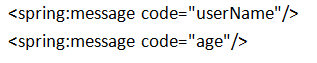 <spring:message code="userName"/>
<spring:message code="age"/>